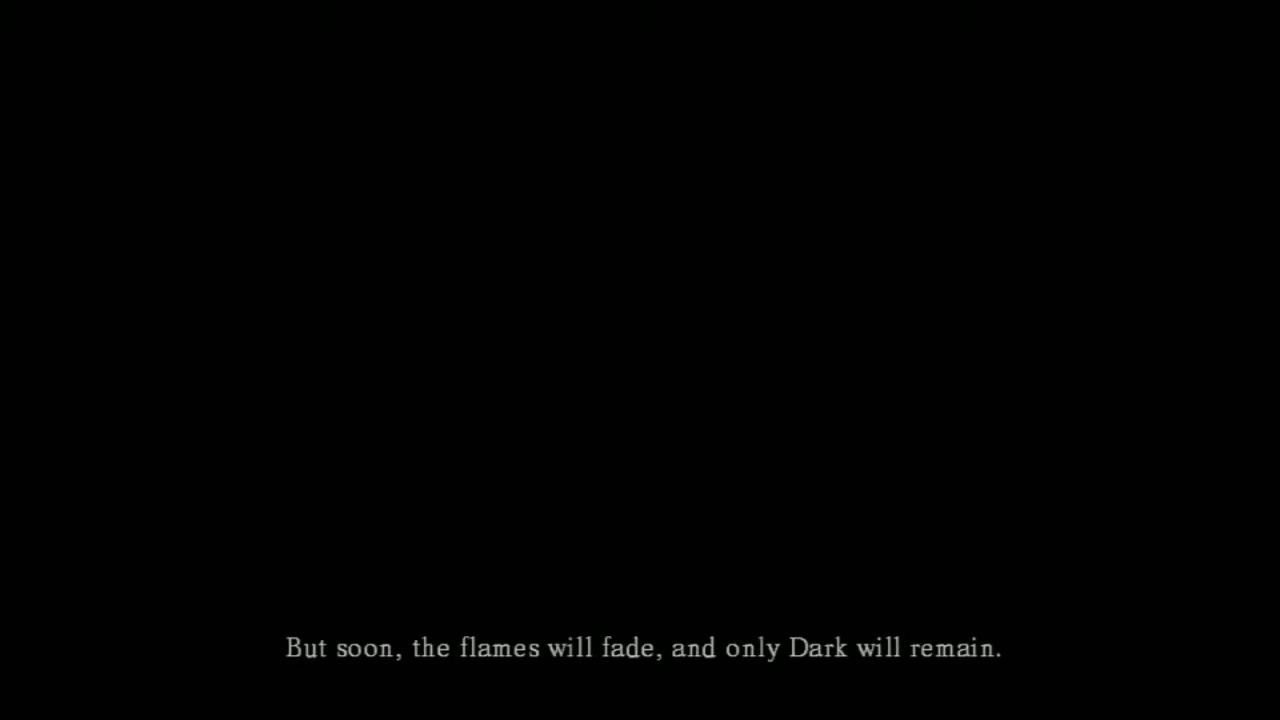 But soon, the flames will fade, and only Dark will remain.